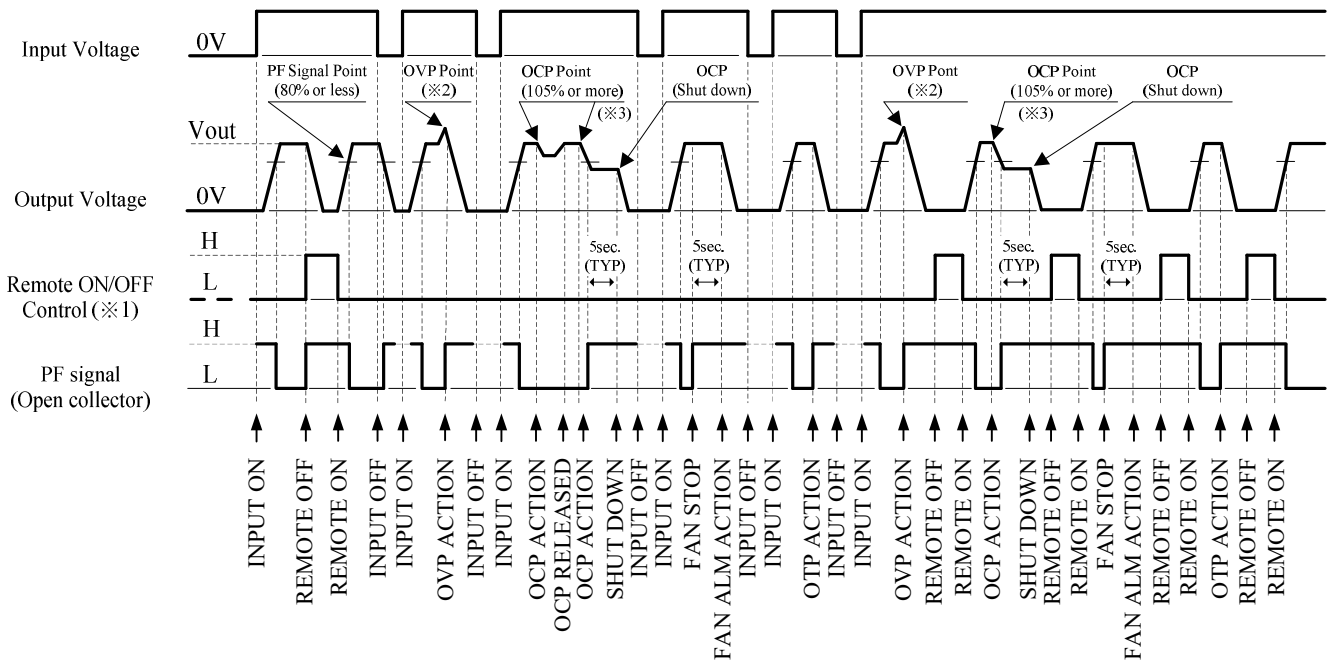 Input Voltage
0V
PF Signal Point
(80% or less)
OVP Point
(※2)
OCP Point
(105% or more)
(※3)
OCP
(Shut down)
OVP Pont
(※2)
OCP Point
(105% or more)
(※3)
OCP
(Shut down)
Vout
Output Voltage
0V
H
L
Remote ON/OFF
Control (※1)
5sec.
(TYP)
5sec.
(TYP)
5sec.
(TYP)
5sec.
(TYP)
H
L
PF signal
(Open collector)
INPUT ON
REMOTE OFF
REMOTE ON
INPUT OFF
INPUT ON
OVP ACTION
INPUT OFF
INPUT ON
OCP ACTION
OCP RELEASED
OCP ACTION
SHUT DOWN
INPUT OFF
INPUT ON
FAN STOP
FAN ALM ACTION
INPUT OFF
INPUT ON
OTP ACTION
INPUT OFF
INPUT ON
OVP ACTION
REMOTE OFF
REMOTE ON
OCP ACTION
SHUT DOWN
REMOTE OFF
REMOTE ON
FAN STOP
FAN ALM ACTION
REMOTE OFF
REMOTE ON
OTP ACTION
REMOTE OFF
REMOTE ON